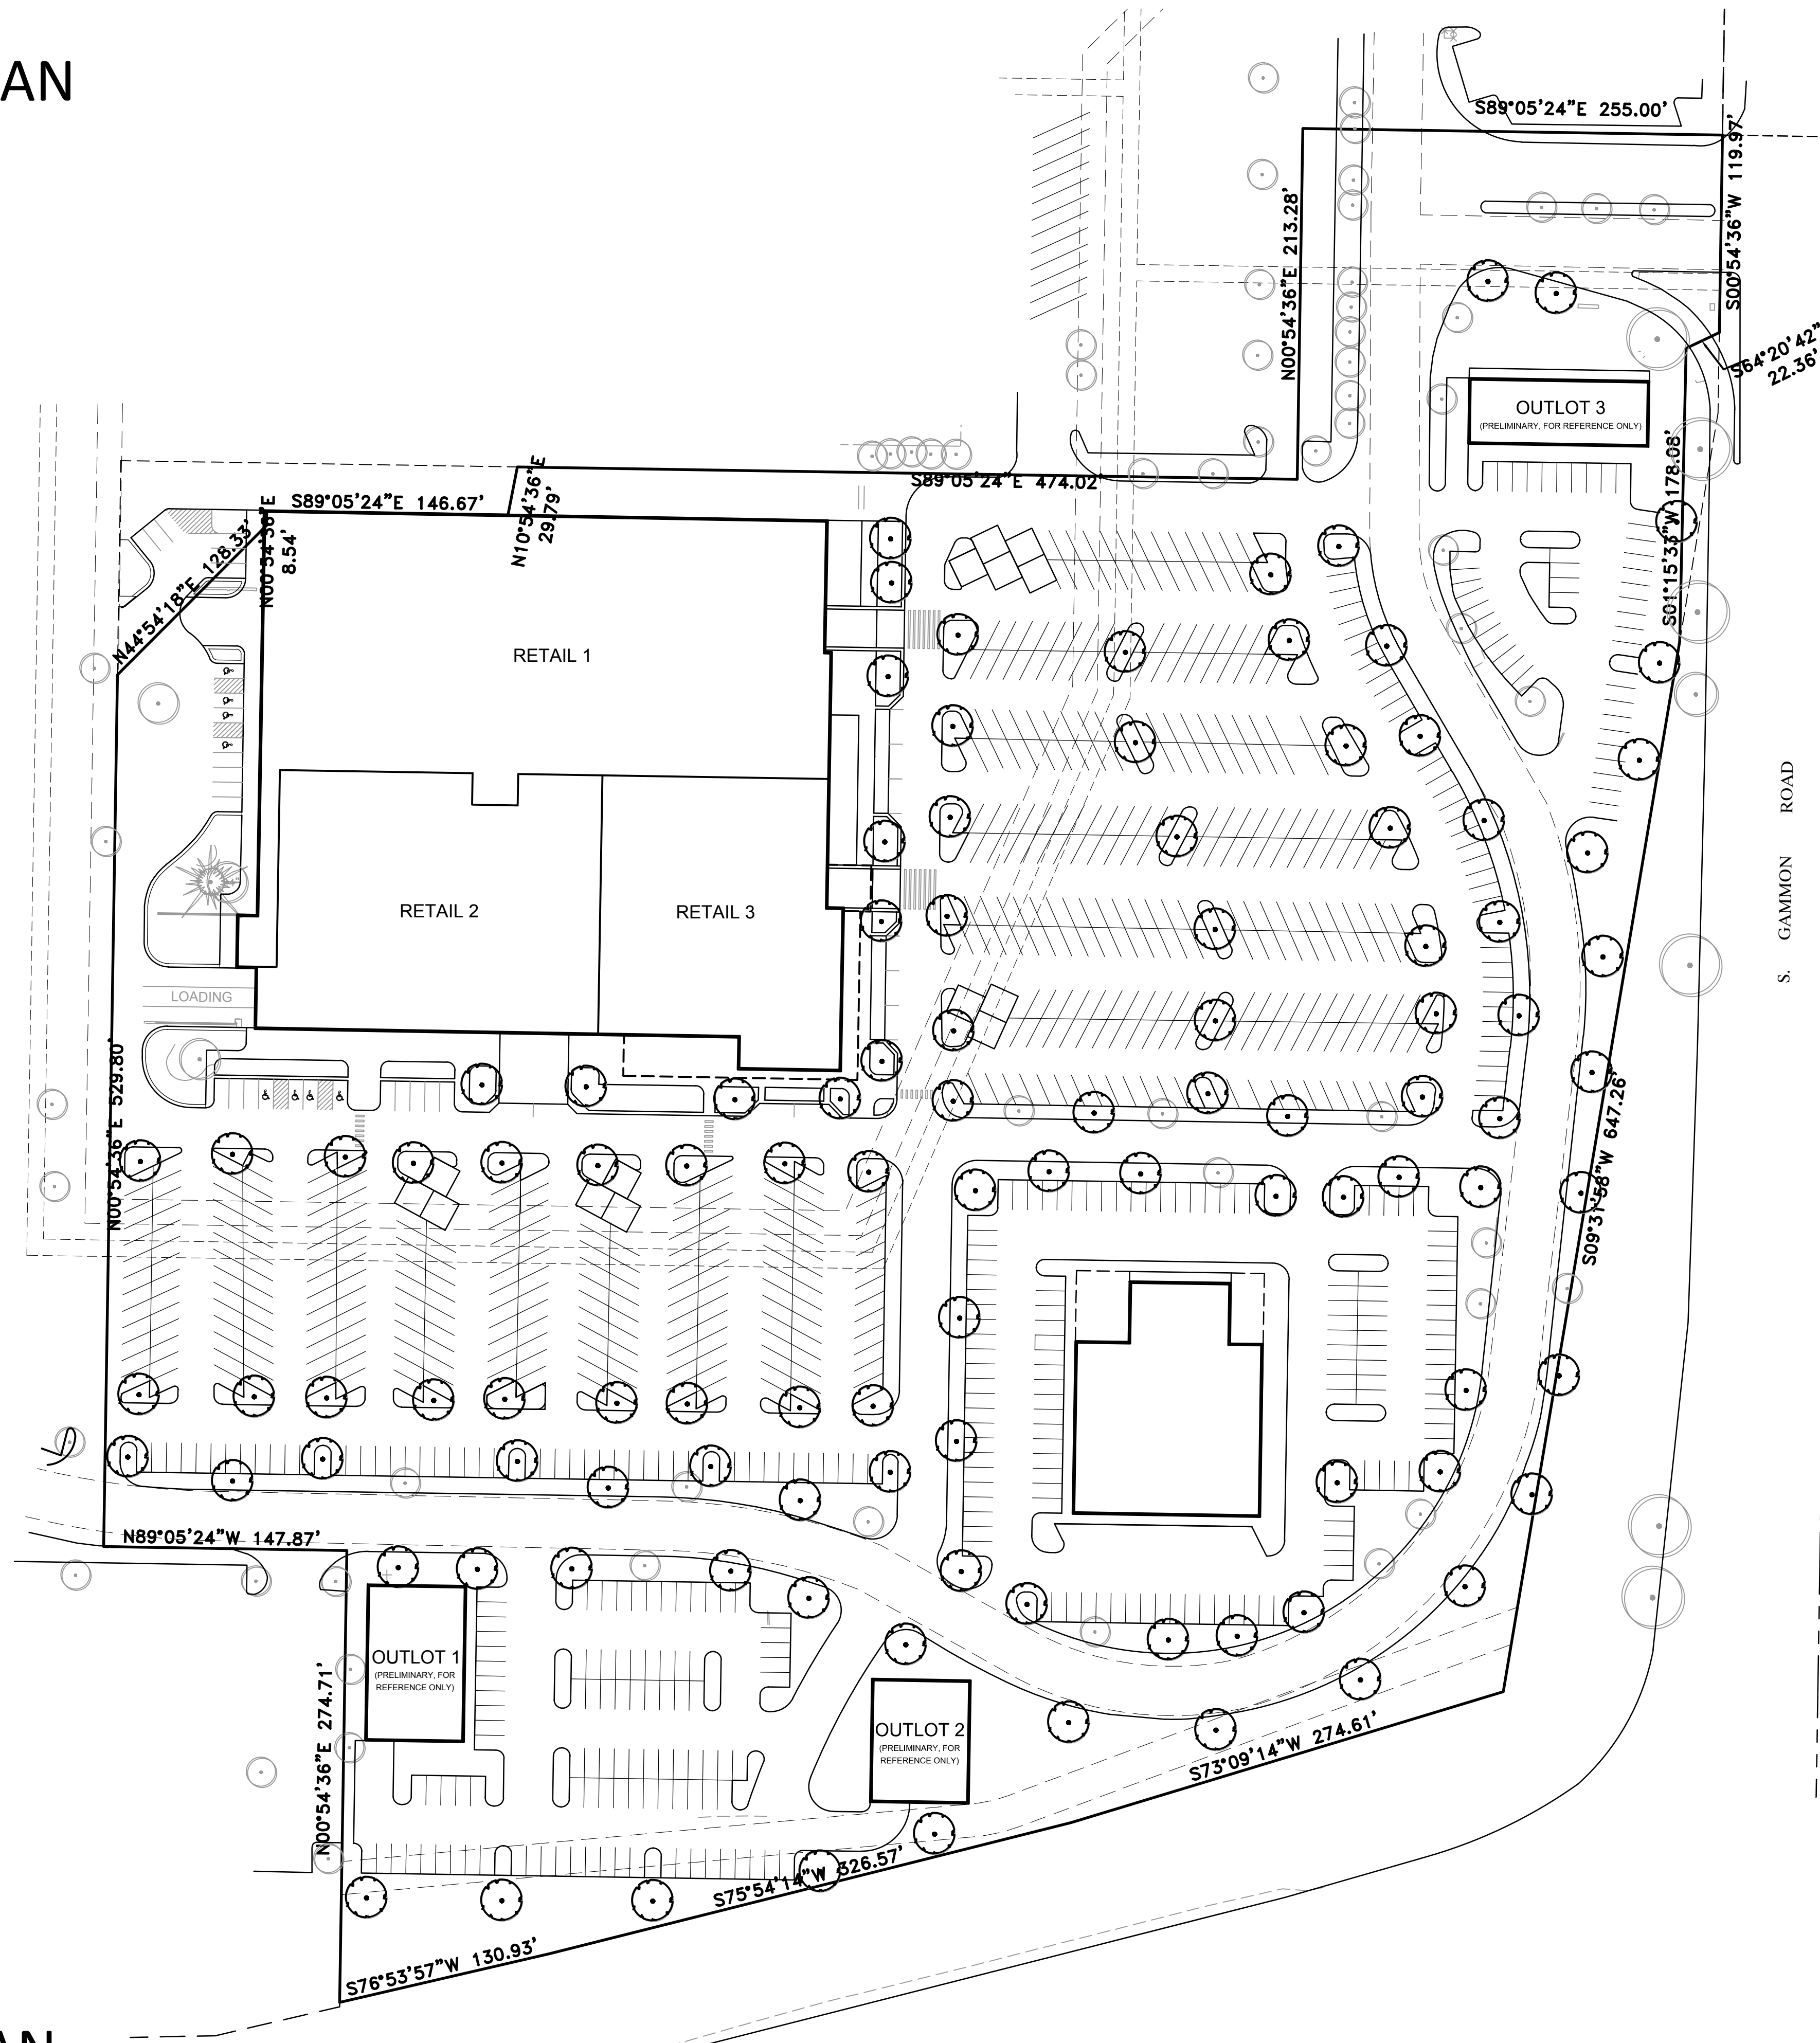 AN
S89°05'24"E 255.00'
S00°54'36"W 119.97'
N00°54'36"E 213.28'
S64°20'42"
22.36'
OUTLOT 3
(PRELIMINARY, FOR REFERENCE ONLY)
S01°15'33"W 178.08'
S89°05'24"E 474.02'
N10°54'36"E
29.79'
S89°05'24"E 146.67'
N00°54'36"E
8.54'
N44°54'18"E 128.33'
RETAIL 1
RETAIL 2
RETAIL 3
S. GAMMON ROAD
LOADING
N00°54'36"E 529.80'
S09°31'58"W 647.26'
N89°05'24"W 147.87'
OUTLOT 1
(PRELIMINARY, FOR
REFERENCE ONLY)
N00°54'36"E 274.71'
OUTLOT 2
(PRELIMINARY, FOR
REFERENCE ONLY)
S73°09'14"W 274.61'
S75°54'14"W 326.57'
S76°53'57"W 130.93'